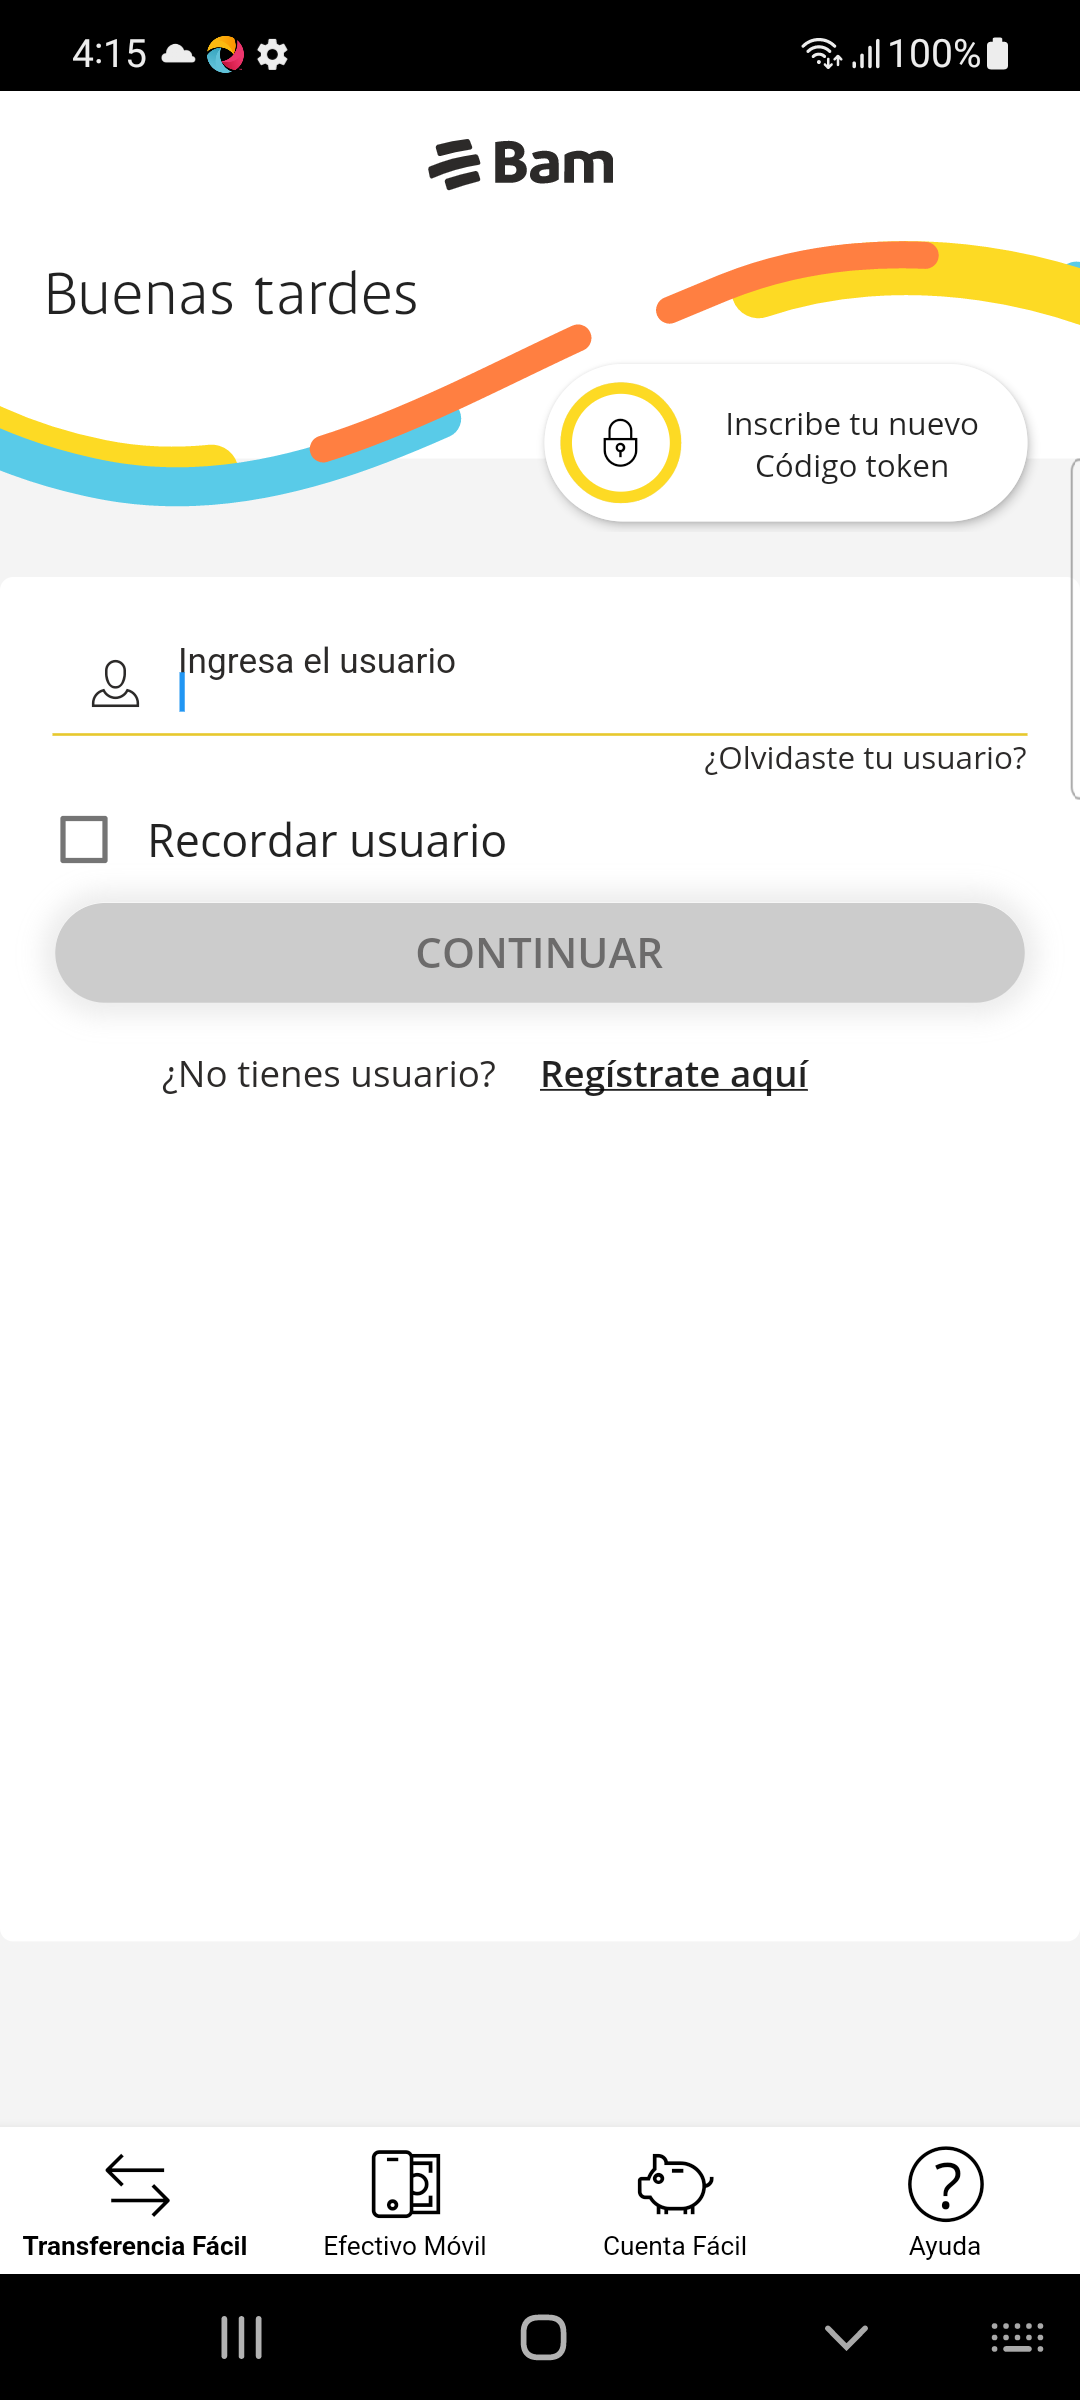 4:15
100%
Bam
Buenas tardes
Inscribe tu nuevo
Código token
Ingresa el usuario
¿Olvidaste tu usuario?
Recordar usuario
CONTINUAR
¿No tienes usuario? Regístrate aquí
Transferencia Fácil
Efectivo Móvil
Cuenta Fácil
Ayuda